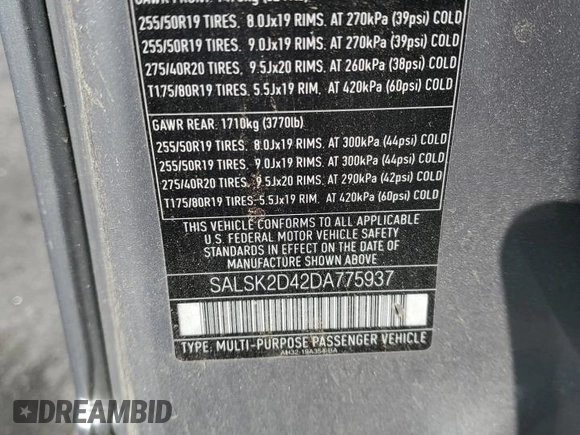 255/50R19 TIRES, 8.0Jx19 RIMS, AT 270kPa (39psi) COLD
255/50R19 TIRES, 9.0Jx19 RIMS, AT 270kPa (39psi) COLD
275/40R20 TIRES, 9.5Jx20 RIMS, AT 260kPa (38psi) COLD
T175/80R19 TIRES, 5.5Jx19 RIM, AT 420kPa (60psi) COLD
GAWR REAR: 1710kg (3770lb)
255/50R19 TIRES, 8.0Jx19 RIMS, AT 300kPa (44psi) COLD
255/50R19 TIRES, 9.0Jx19 RIMS, AT 300kPa (44psi) COLD
275/40R20 TIRES, 9.5Jx20 RIMS, AT 290kPa (42psi) COLD
T175/80R19 TIRES, 5.5Jx19 RIM, AT 420kPa (60psi) COLD
THIS VEHICLE CONFORMS TO ALL APPLICABLE
U.S. FEDERAL MOTOR VEHICLE SAFETY
STANDARDS IN EFFECT ON THE DATE OF
MANUFACTURE SHOWN ABOVE
SALSK2D42DA775937
TYPE: MULTI-PURPOSE PASSENGER VEHICLE
DREAMBID